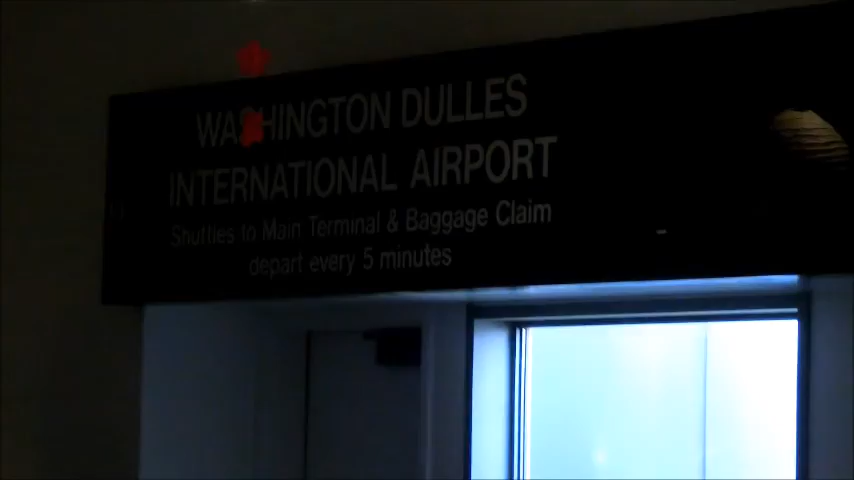 WASHINGTON DULLES
INTERNATIONAL AIRPORT
Shuttles to Main Terminal & Baggage Claim
depart every 5 minutes